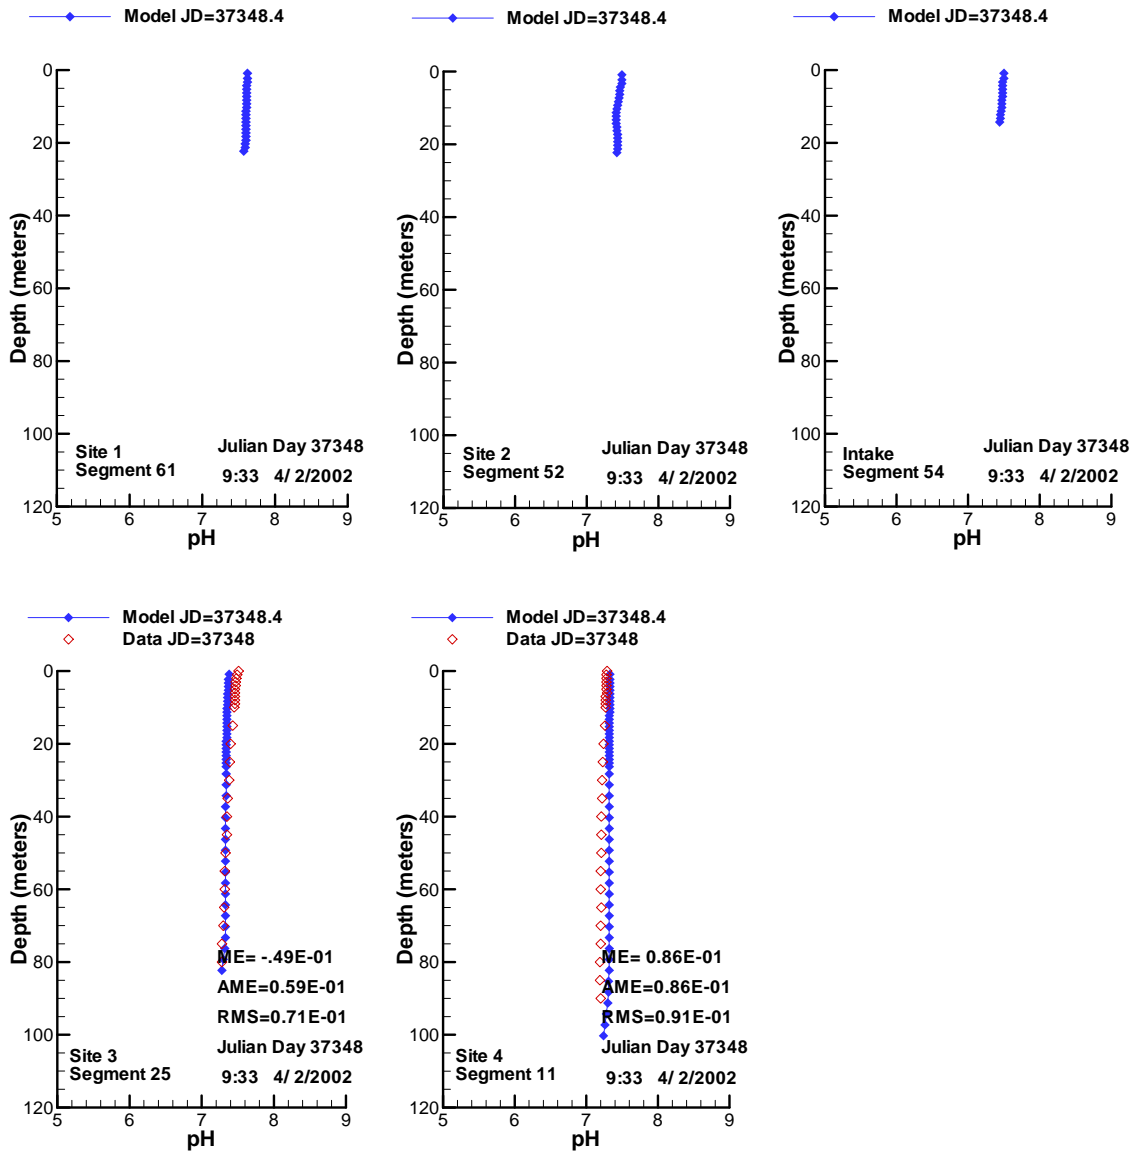 Model JD=37348.4
0
20
40
60
80
100
120
Depth (meters)
Site 1
Segment 61
Julian Day 37348
9:33 4/ 2/2002
5 6 7 8 9
pH
Model JD=37348.4
0
20
40
60
80
100
120
Depth (meters)
Site 2
Segment 52
Julian Day 37348
9:33 4/ 2/2002
5 6 7 8 9
pH
Model JD=37348.4
0
20
40
60
80
100
120
Depth (meters)
Intake
Segment 54
Julian Day 37348
9:33 4/ 2/2002
5 6 7 8 9
pH
Model JD=37348.4
Data JD=37348
0
20
40
60
80
100
120
Depth (meters)
ME= -.49E-01
AME=0.59E-01
RMS=0.71E-01
Site 3
Segment 25
Julian Day 37348
9:33 4/ 2/2002
5 6 7 8 9
pH
Model JD=37348.4
Data JD=37348
0
20
40
60
80
100
120
Depth (meters)
ME= 0.86E-01
AME=0.86E-01
RMS=0.91E-01
Site 4
Segment 11
Julian Day 37348
9:33 4/ 2/2002
5 6 7 8 9
pH